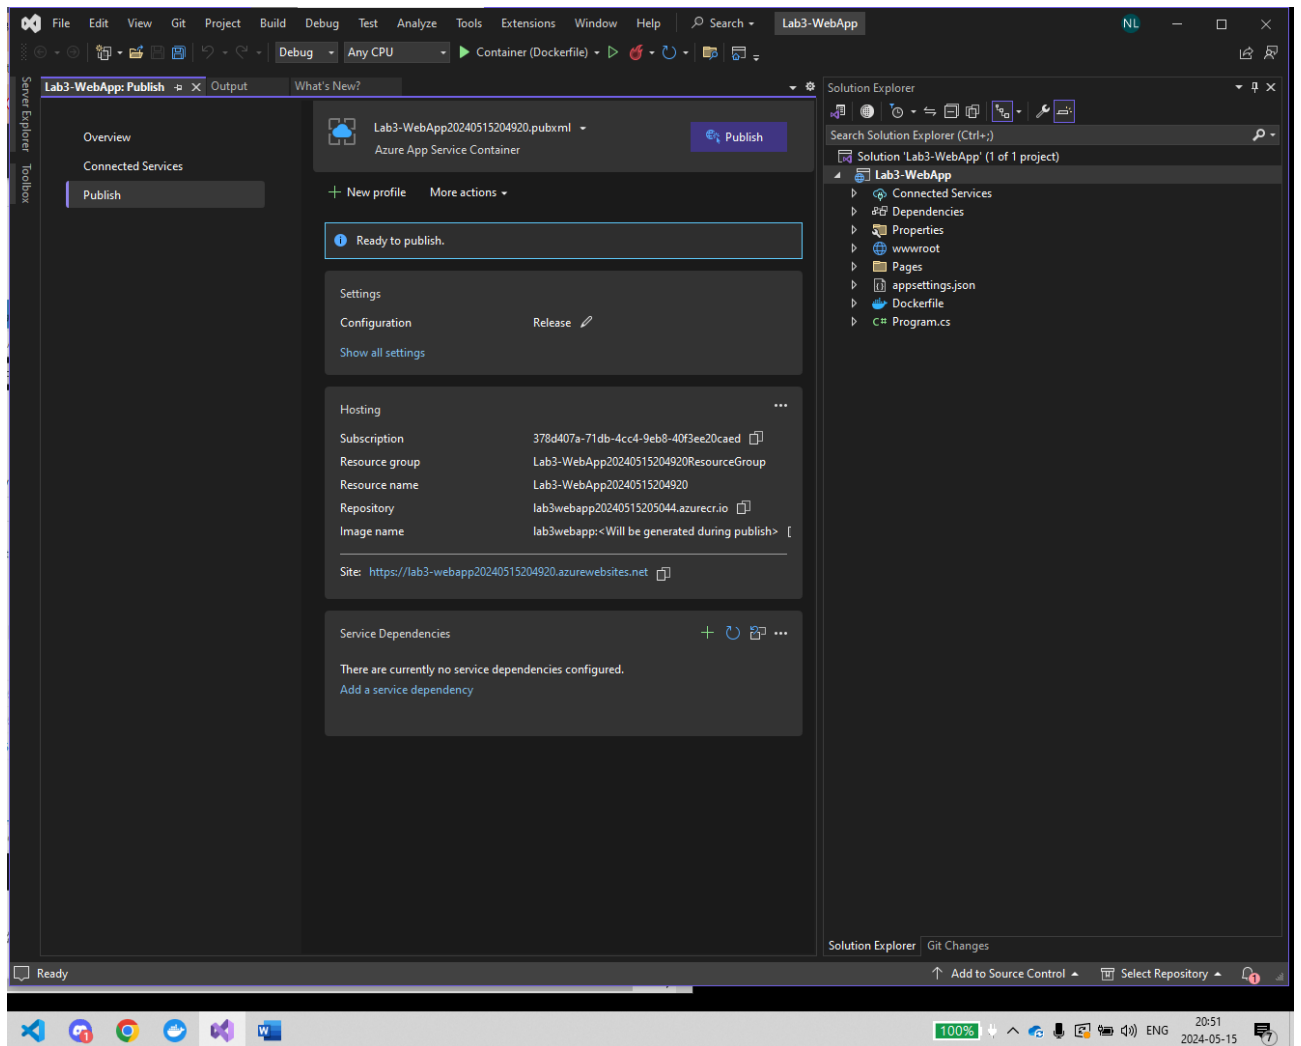 File Edit View Git Project Build Debug Test Analyze Tools Extensions Window Help Search Lab3-WebApp NL
Debug Any CPU Container (Dockerfile)
Server Explorer
Toolbox
Lab3-WebApp: Publish Output What's New?
Overview
Connected Services
Publish
Lab3-WebApp20240515204920.pubxml
Azure App Service Container
Publish
New profile More actions
Ready to publish.
Settings
Configuration Release
Show all settings
Hosting
Subscription 378d407a-71db-4cc4-9eb8-40f3ee20caed
Resource group Lab3-WebApp20240515204920ResourceGroup
Resource name Lab3-WebApp20240515204920
Repository lab3webapp20240515205044.azurecr.io
Image name lab3webapp:<Will be generated during publish>
Site: https://lab3-webapp20240515204920.azurewebsites.net
Service Dependencies
There are currently no service dependencies configured.
Add a service dependency
Solution Explorer
Search Solution Explorer (Ctrl+;)
Solution 'Lab3-WebApp' (1 of 1 project)
Lab3-WebApp
Connected Services
Dependencies
Properties
wwwroot
Pages
appsettings.json
Dockerfile
C# Program.cs
Solution Explorer Git Changes
Ready Add to Source Control Select Repository 1
100% ENG 20:51
2024-05-15 7